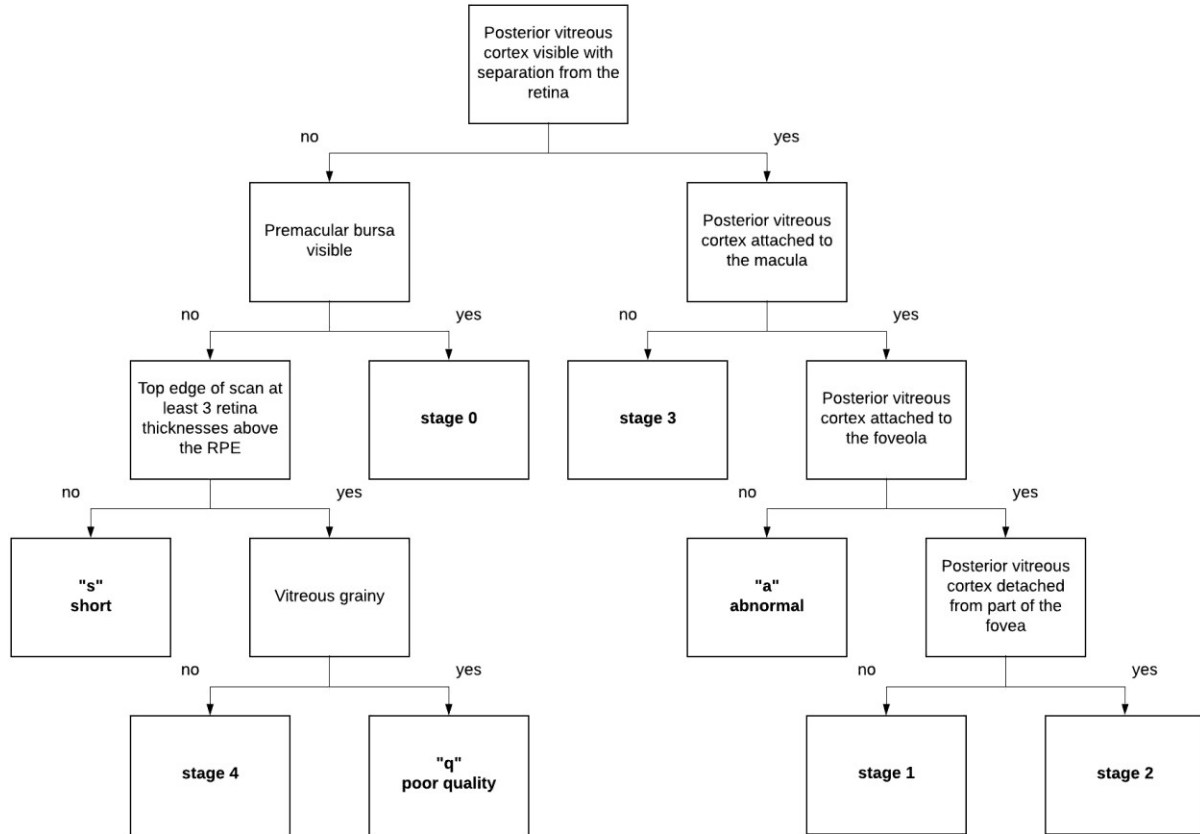 Posterior vitreous
cortex visible with
separation from the
retina
no
yes
Premacular bursa
visible
Posterior vitreous
cortex attached to
the macula
no
yes
no
yes
Top edge of scan at
least 3 retina
thicknesses above
the RPE
stage 0
stage 3
Posterior vitreous
cortex attached to
the foveola
no
yes
no
yes
"s"
short
Vitreous grainy
"a"
abnormal
Posterior vitreous
cortex detached
from part of the
fovea
no
yes
no
yes
stage 4
"q"
poor quality
stage 1
stage 2